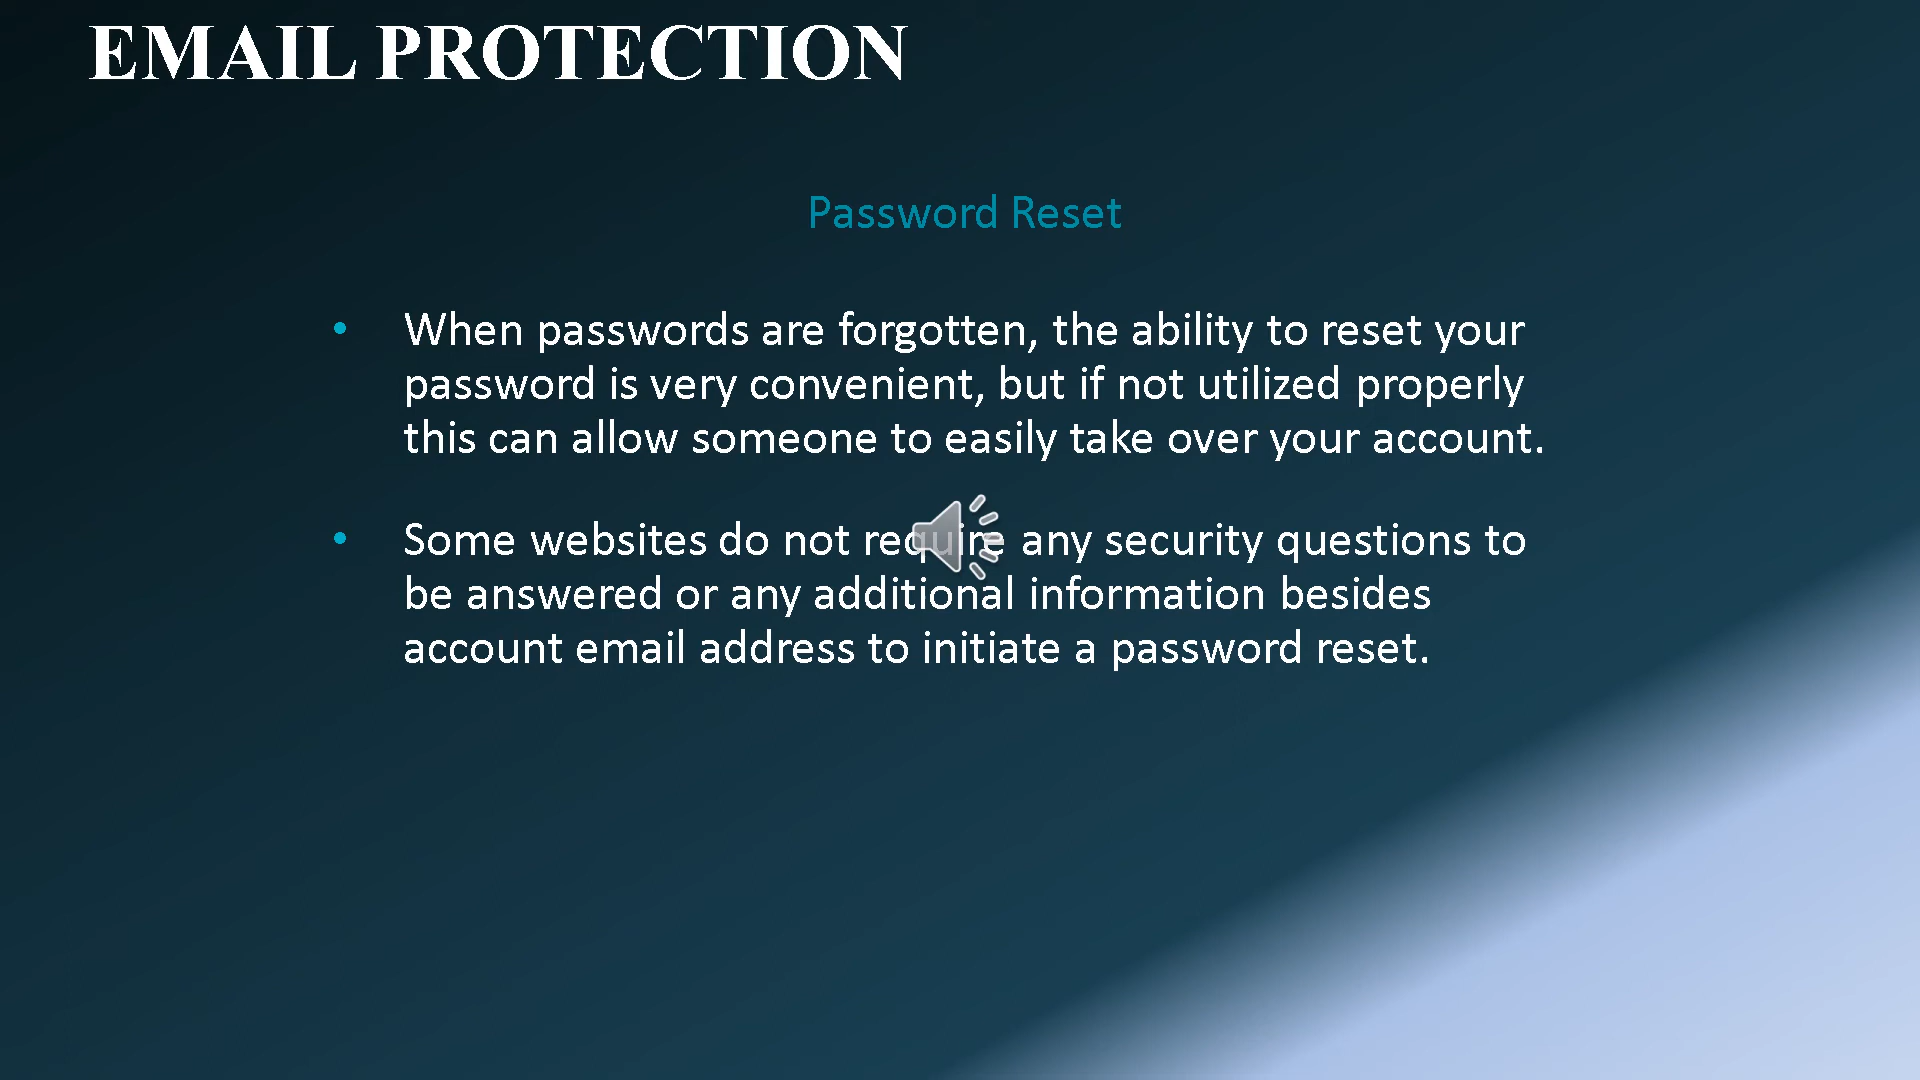 EMAIL PROTECTION
Password Reset
• When passwords are forgotten, the ability to reset your
password is very convenient, but if not utilized properly
this can allow someone to easily take over your account.
• Some websites do not require any security questions to
be answered or any additional information besides
account email address to initiate a password reset.